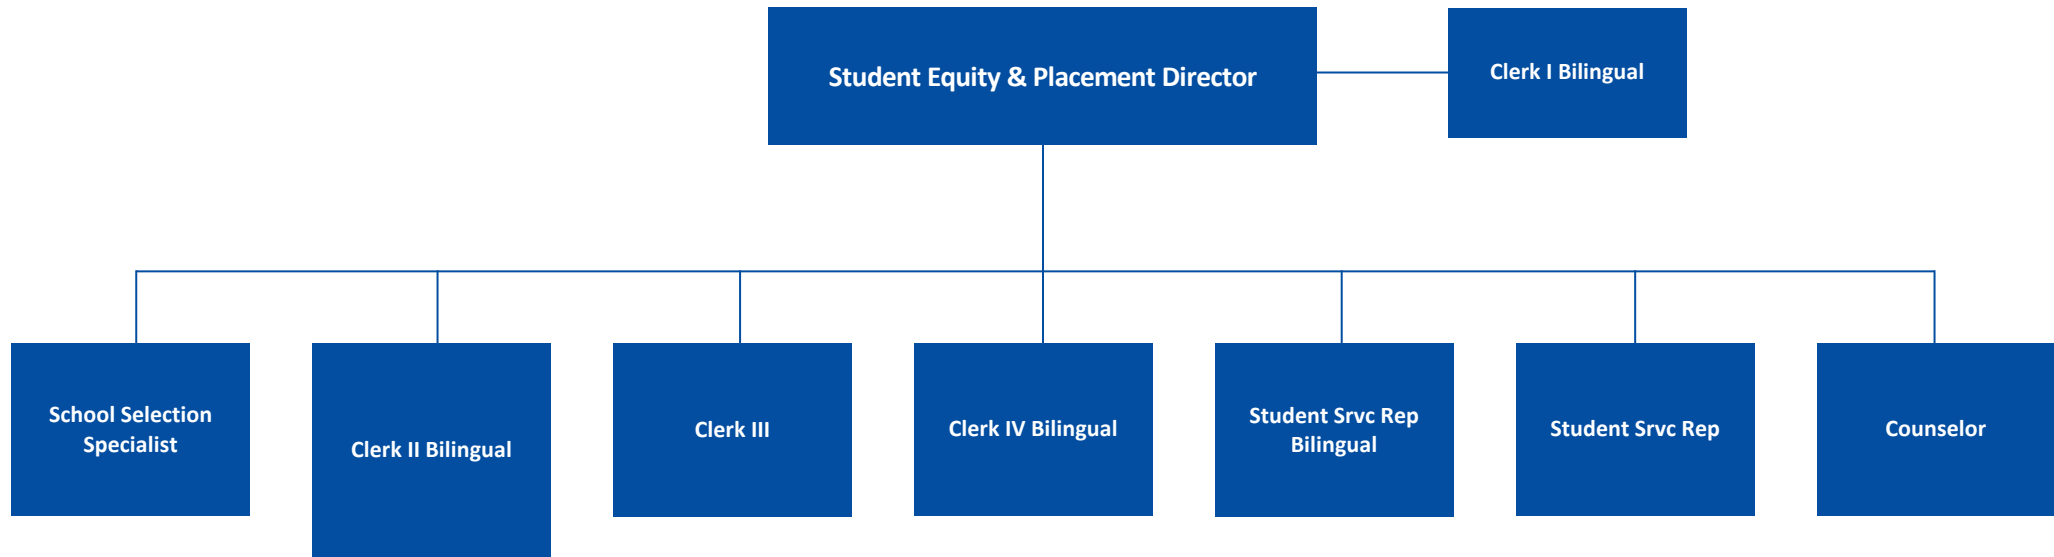 Student Equity & Placement Director
Clerk I Bilingual
School Selection
Specialist
Clerk II Bilingual
Clerk III
Clerk IV Bilingual
Student Srvc Rep
Bilingual
Student Srvc Rep
Counselor